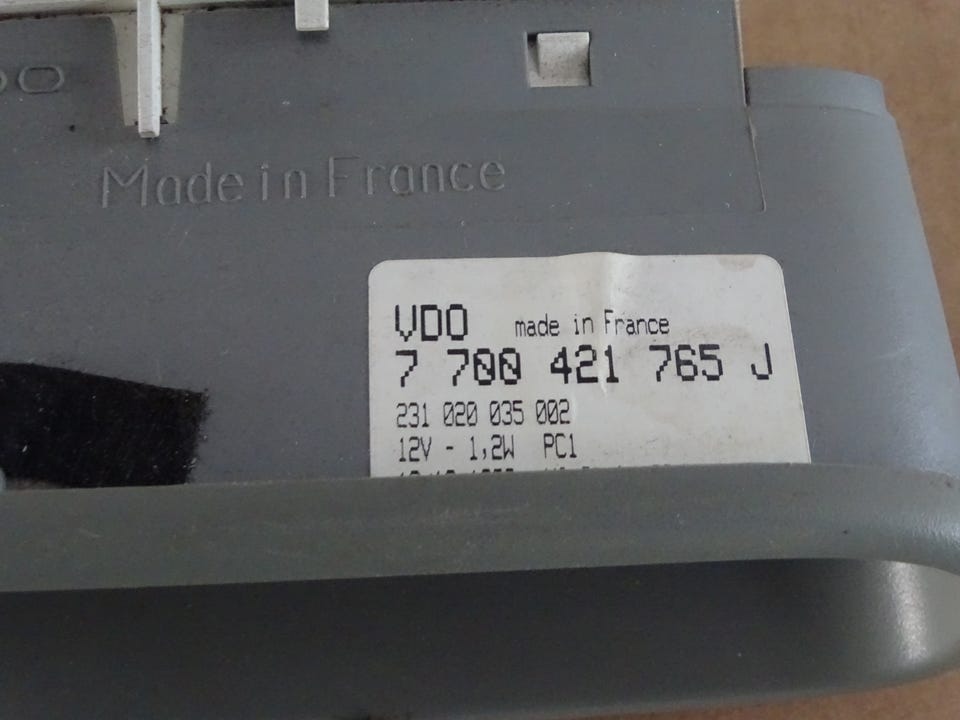 Made in France
VDO made in France
7 700 421 765 J
231 020 035 002
12V - 1,2W PC1